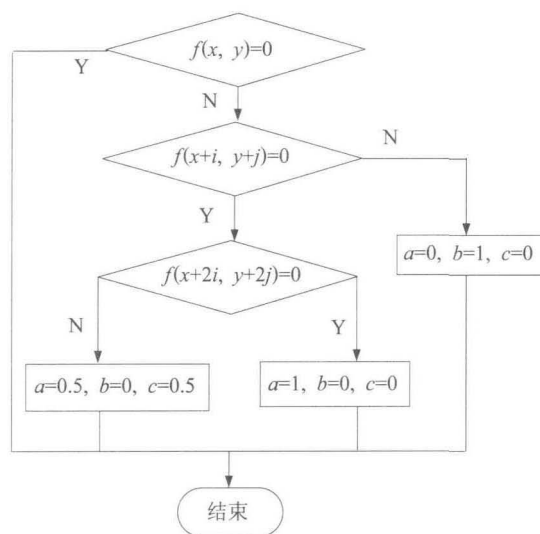 f(x, y)=0
Y
N
f(x+i, y+j)=0
N
Y
a=0, b=1, c=0
f(x+2i, y+2j)=0
N
Y
a=0.5, b=0, c=0.5
a=1, b=0, c=0
结束